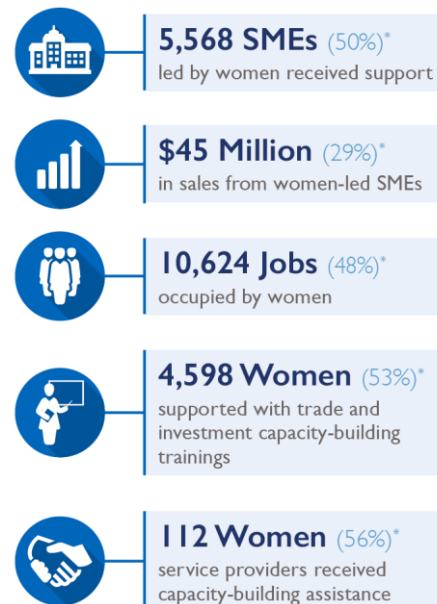 5,568 SMEs (50%)*
led by women received support
$45 Million (29%)*
in sales from women-led SMEs
10,624 Jobs (48%)*
occupied by women
4,598 Women (53%)*
supported with trade and
investment capacity-building
trainings
112 Women (56%)*
service providers received
capacity-building assistance